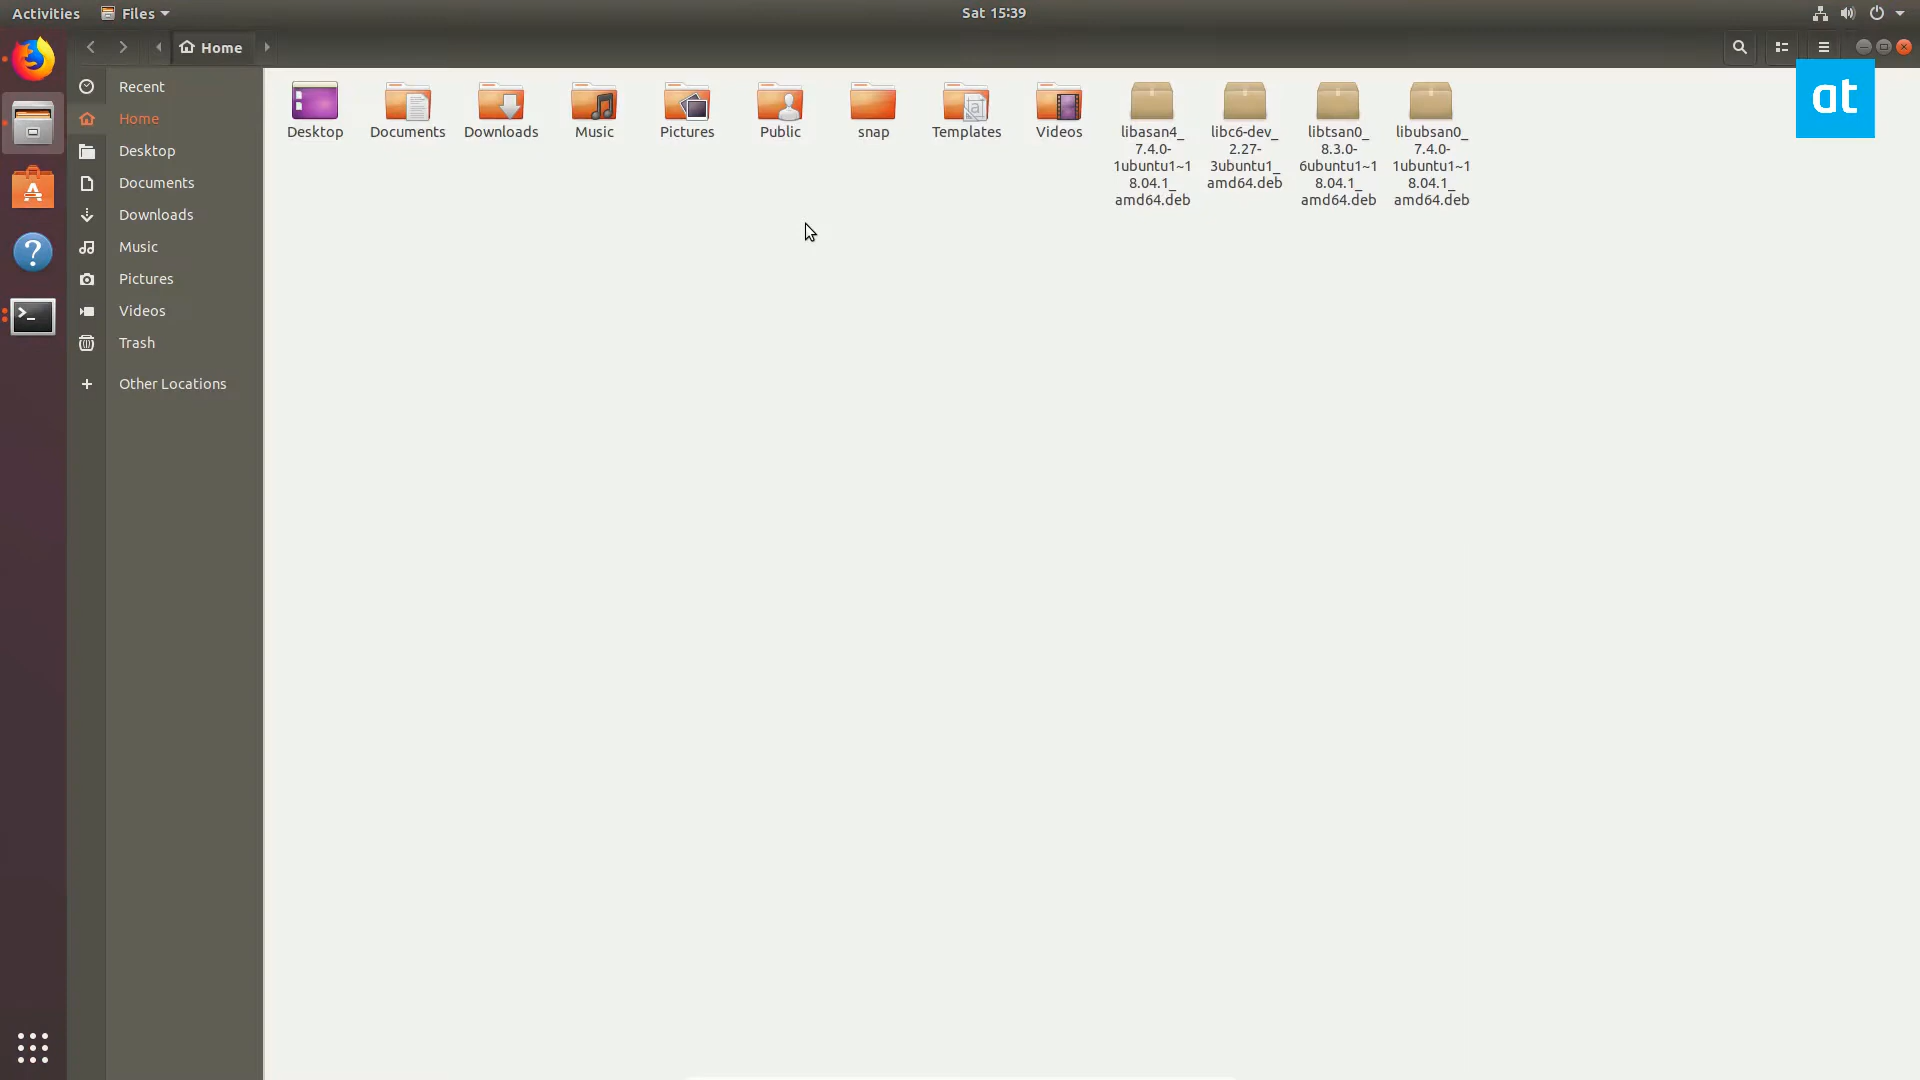 Activities
Files
Sat 15:39
Home
at
Recent
Home
Desktop
Documents
Downloads
Music
Pictures
Videos
Trash
Other Locations
Desktop
Documents
Downloads
Music
Pictures
Public
snap
Templates
Videos
libasan4_
7.4.0-
1ubuntu1~1
8.04.1_
amd64.deb
libc6-dev_
2.27-
3ubuntu1_
amd64.deb
libtsan0_
8.3.0-
6ubuntu1~1
8.04.1_
amd64.deb
libubsan0_
7.4.0-
1ubuntu1~1
8.04.1_
amd64.deb